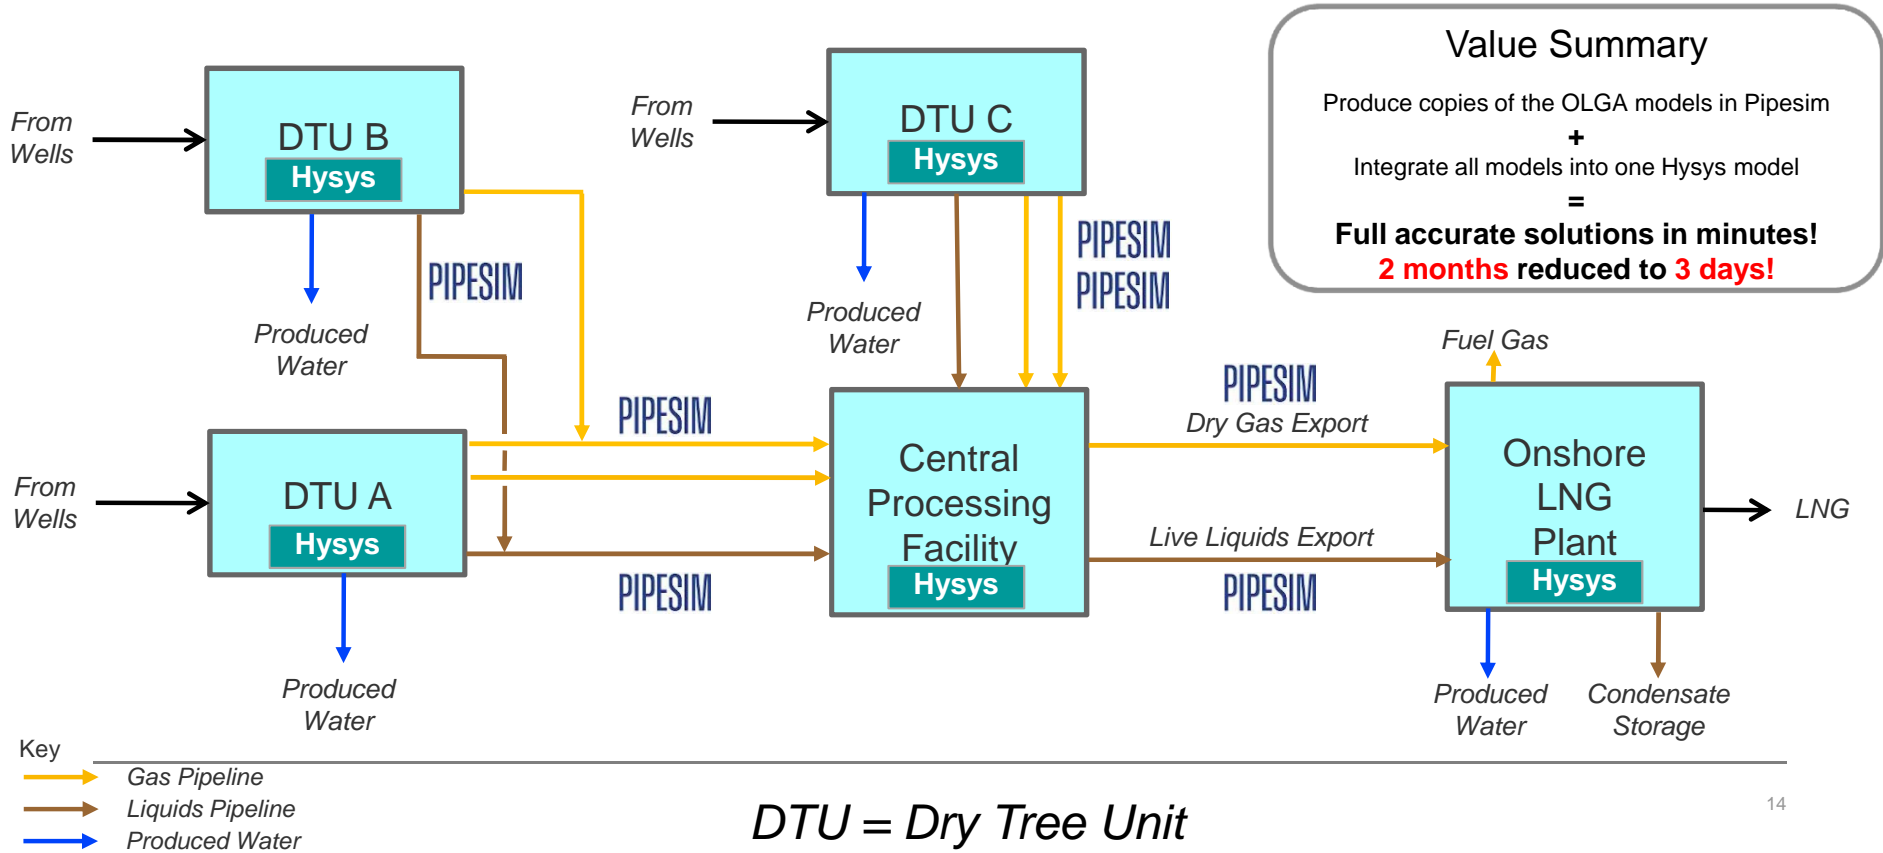 Value Summary
Produce copies of the OLGA models in Pipesim
+
Integrate all models into one Hysys model
=
Full accurate solutions in minutes!
2 months reduced to 3 days!
From
Wells
DTU B
Hysys
From
Wells
DTU C
Hysys
PIPESIM
PIPESIM
PIPESIM
Produced
Water
Produced
Water
Fuel Gas
PIPESIM
PIPESIM
Dry Gas Export
From
Wells
DTU A
Hysys
Central
Processing
Facility
Hysys
Onshore
LNG
Plant
Hysys
LNG
Live Liquids Export
PIPESIM
PIPESIM
Produced
Water
Produced
Water
Condensate
Storage
Key
Gas Pipeline
Liquids Pipeline
Produced Water
DTU = Dry Tree Unit
14